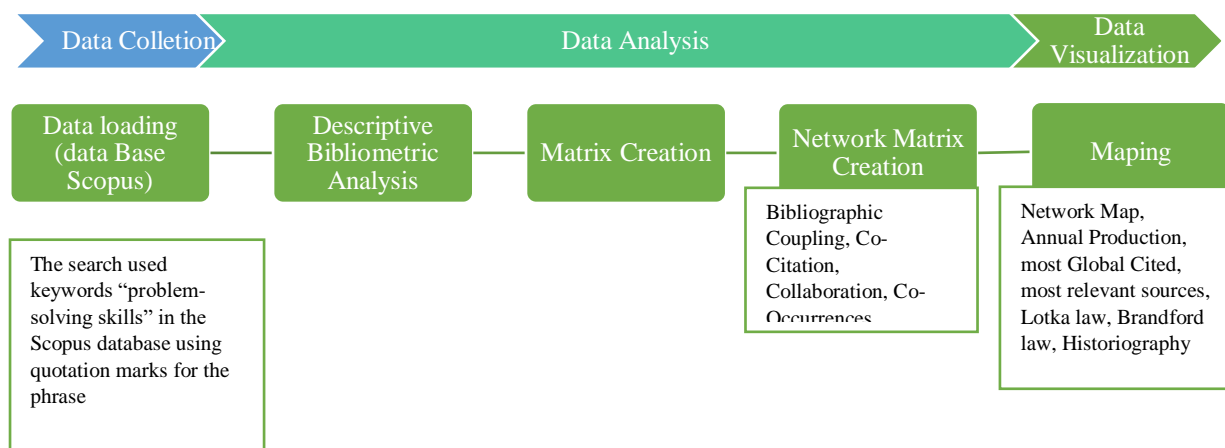 Data Colletion
Data Analysis
Data
Visualization
Data loading
(data Base
Scopus)
Descriptive
Bibliometric
Analysis
Matrix Creation
Network Matrix
Creation
Maping
The search used
keywords “problem-
solving skills” in the
Scopus database using
quotation marks for the
phrase
Bibliographic
Coupling, Co-
Citation,
Collaboration, Co-
Occurrences
Network Map,
Annual Production,
most Global Cited,
most relevant sources,
Lotka law, Brandford
law, Historiography